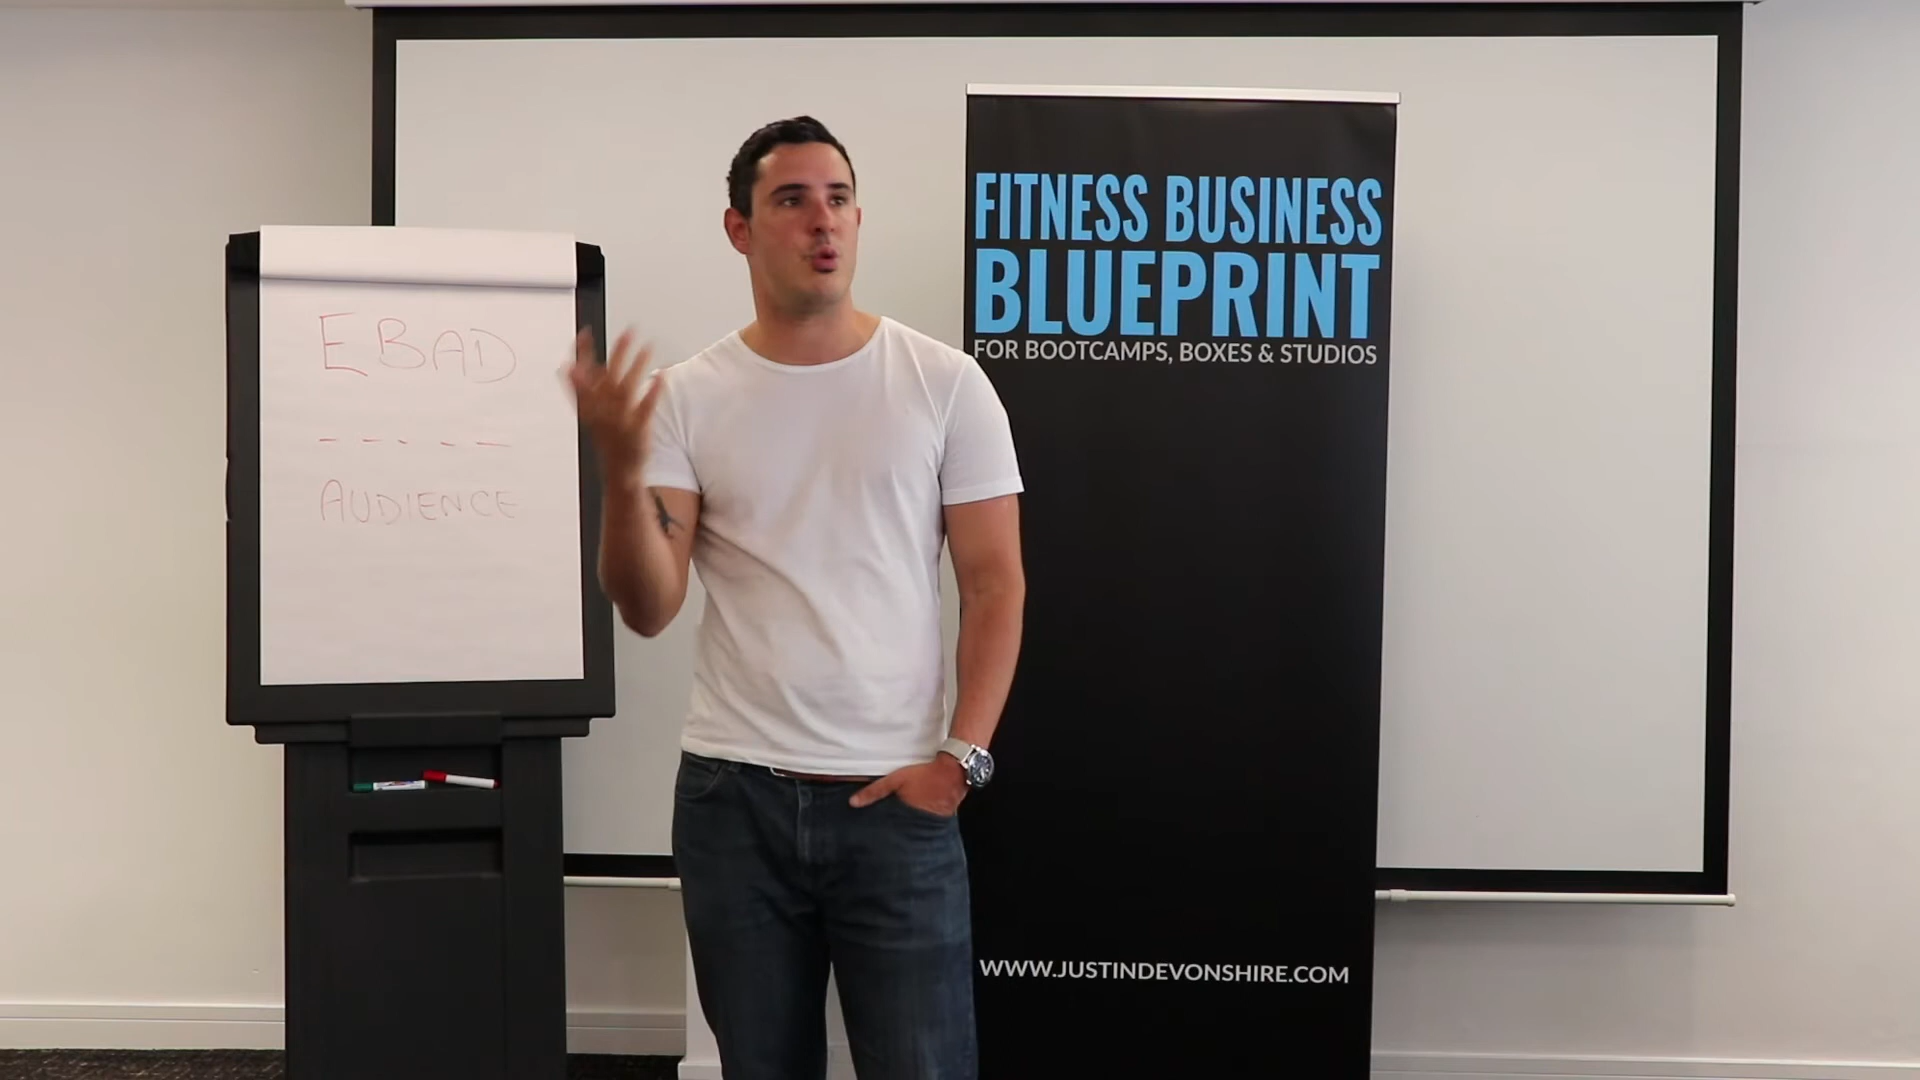 EBAD
- - - - -
AUDIENCE
FITNESS BUSINESS
BLUEPRINT
FOR BOOTCAMPS, BOXES & STUDIOS
WWW.JUSTINDEVONSHIRE.COM